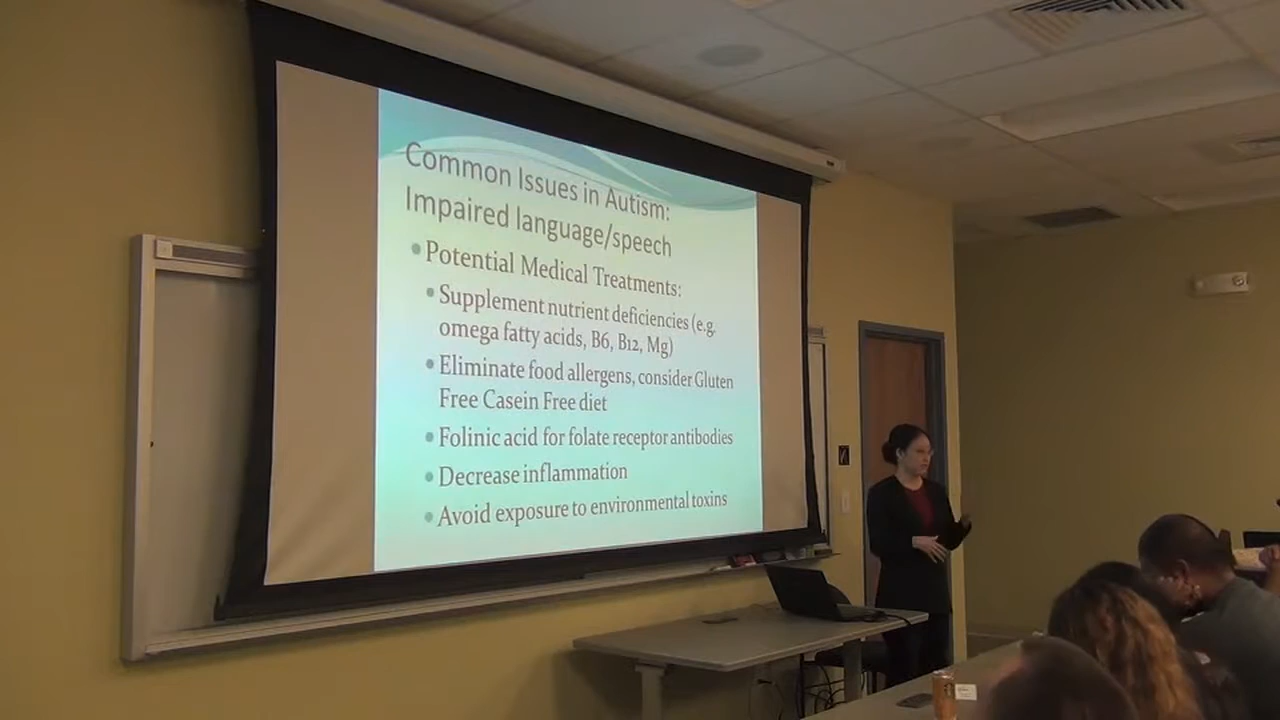 Common Issues in Autism:
Impaired language/speech
Potential Medical Treatments:
Supplement nutrient deficiencies (e.g.
omega fatty acids, B6, B12, Mg)
Eliminate food allergens, consider Gluten
Free Casein Free diet
Folinic acid for folate receptor antibodies
Decrease inflammation
Avoid exposure to environmental toxins